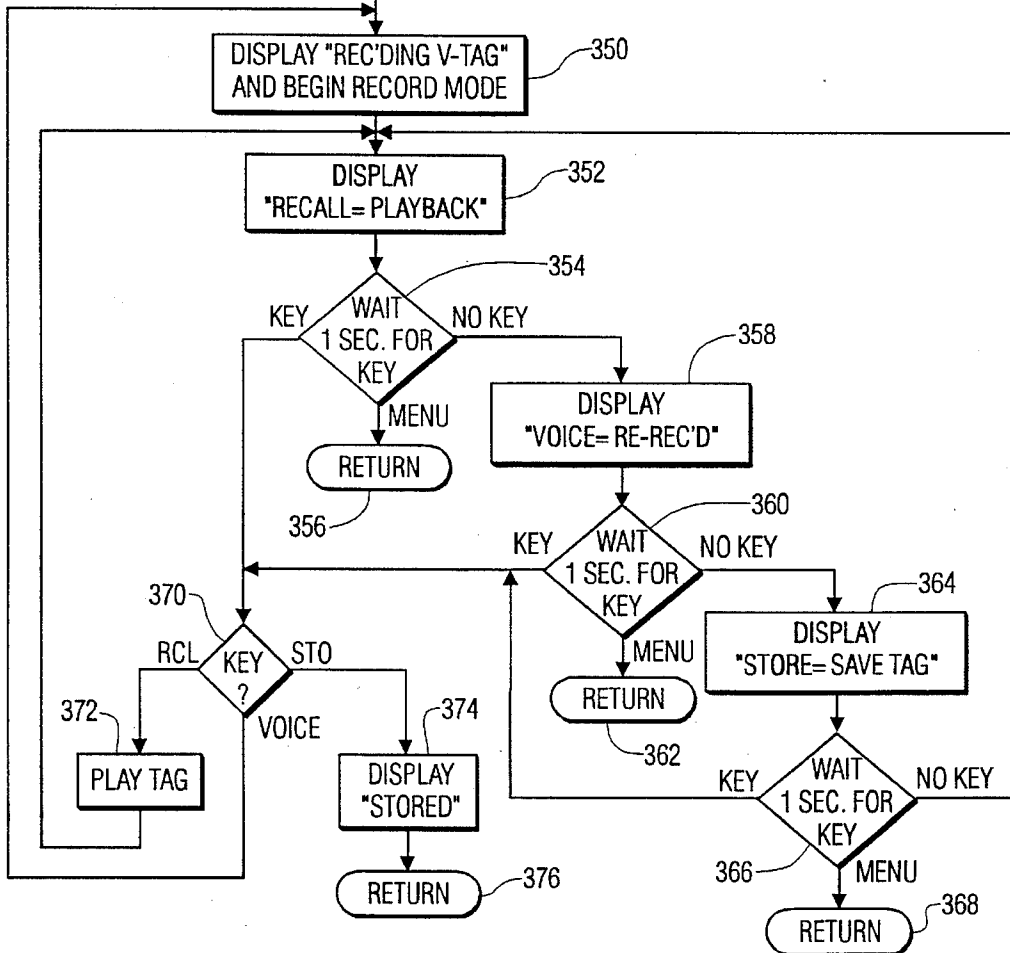 DISPLAY "REC'DING V-TAG"
AND BEGIN RECORD MODE
350
DISPLAY
"RECALL= PLAYBACK"
352
354
KEY
WAIT
1 SEC. FOR
KEY
NO KEY
MENU
RETURN
356
358
DISPLAY
"VOICE= RE-REC'D"
360
KEY
WAIT
1 SEC. FOR
KEY
NO KEY
MENU
RETURN
362
364
DISPLAY
"STORE= SAVE TAG"
KEY
WAIT
1 SEC. FOR
KEY
NO KEY
366
MENU
RETURN
368
370
RCL
KEY
?
STO
VOICE
372
PLAY TAG
374
DISPLAY
"STORED"
RETURN
376